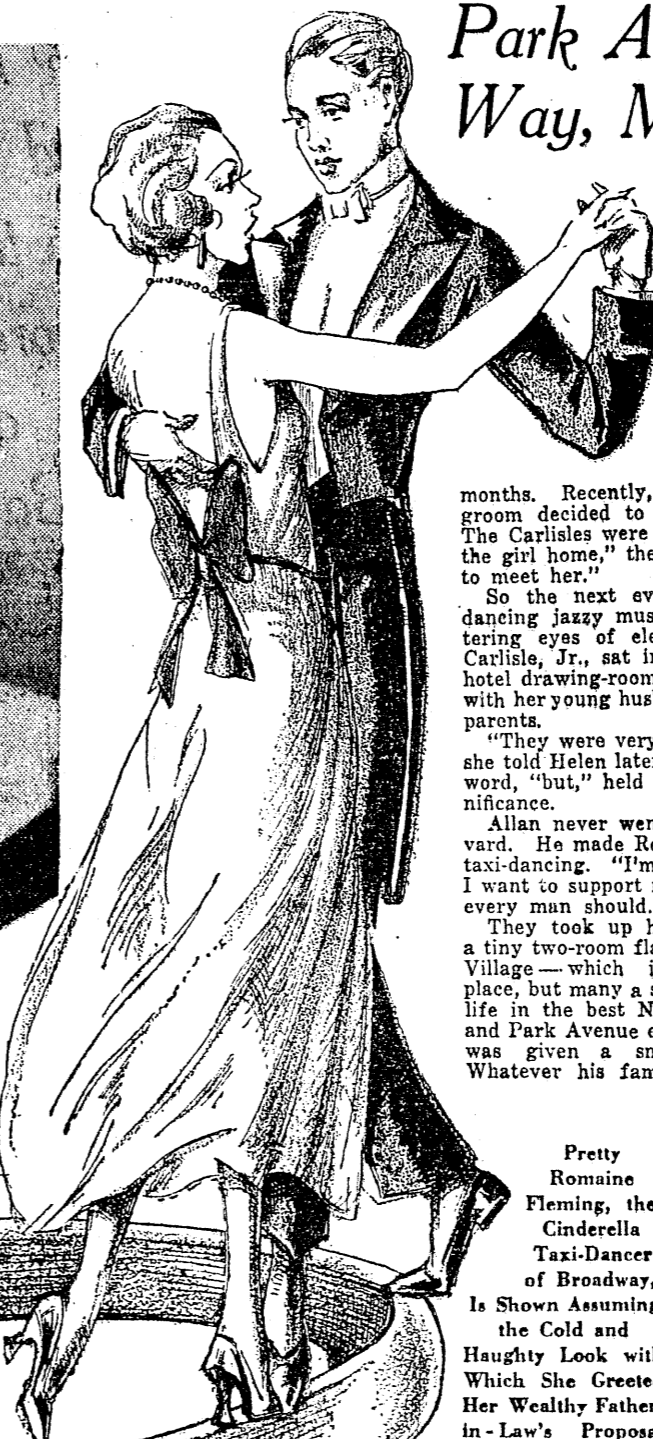 Park A
Way, M
months. Recently,
groom decided to
The Carlisles were
the girl home," the
to meet her."
So the next ev
dancing jazzy mus
tering eyes of ele
Carlisle, Jr., sat i
hotel drawing-room
with her young hus
parents.
"They were very
she told Helen later
word, "but," held
nificance.
Allan never wen
vard. He made Ro
taxi-dancing. "I'm
I want to support
every man should.
They took up h
a tiny two-room fla
Village — which i
place, but many a s
life in the best N
and Park Avenue e
was given a sm
Whatever his fam
Pretty
Romaine
Fleming, the
Cinderella
Taxi-Dancer
of Broadway,
Is Shown Assuming
the Cold and
Haughty Look with
Which She Greete
Her Wealthy Father
in-Law's Propos